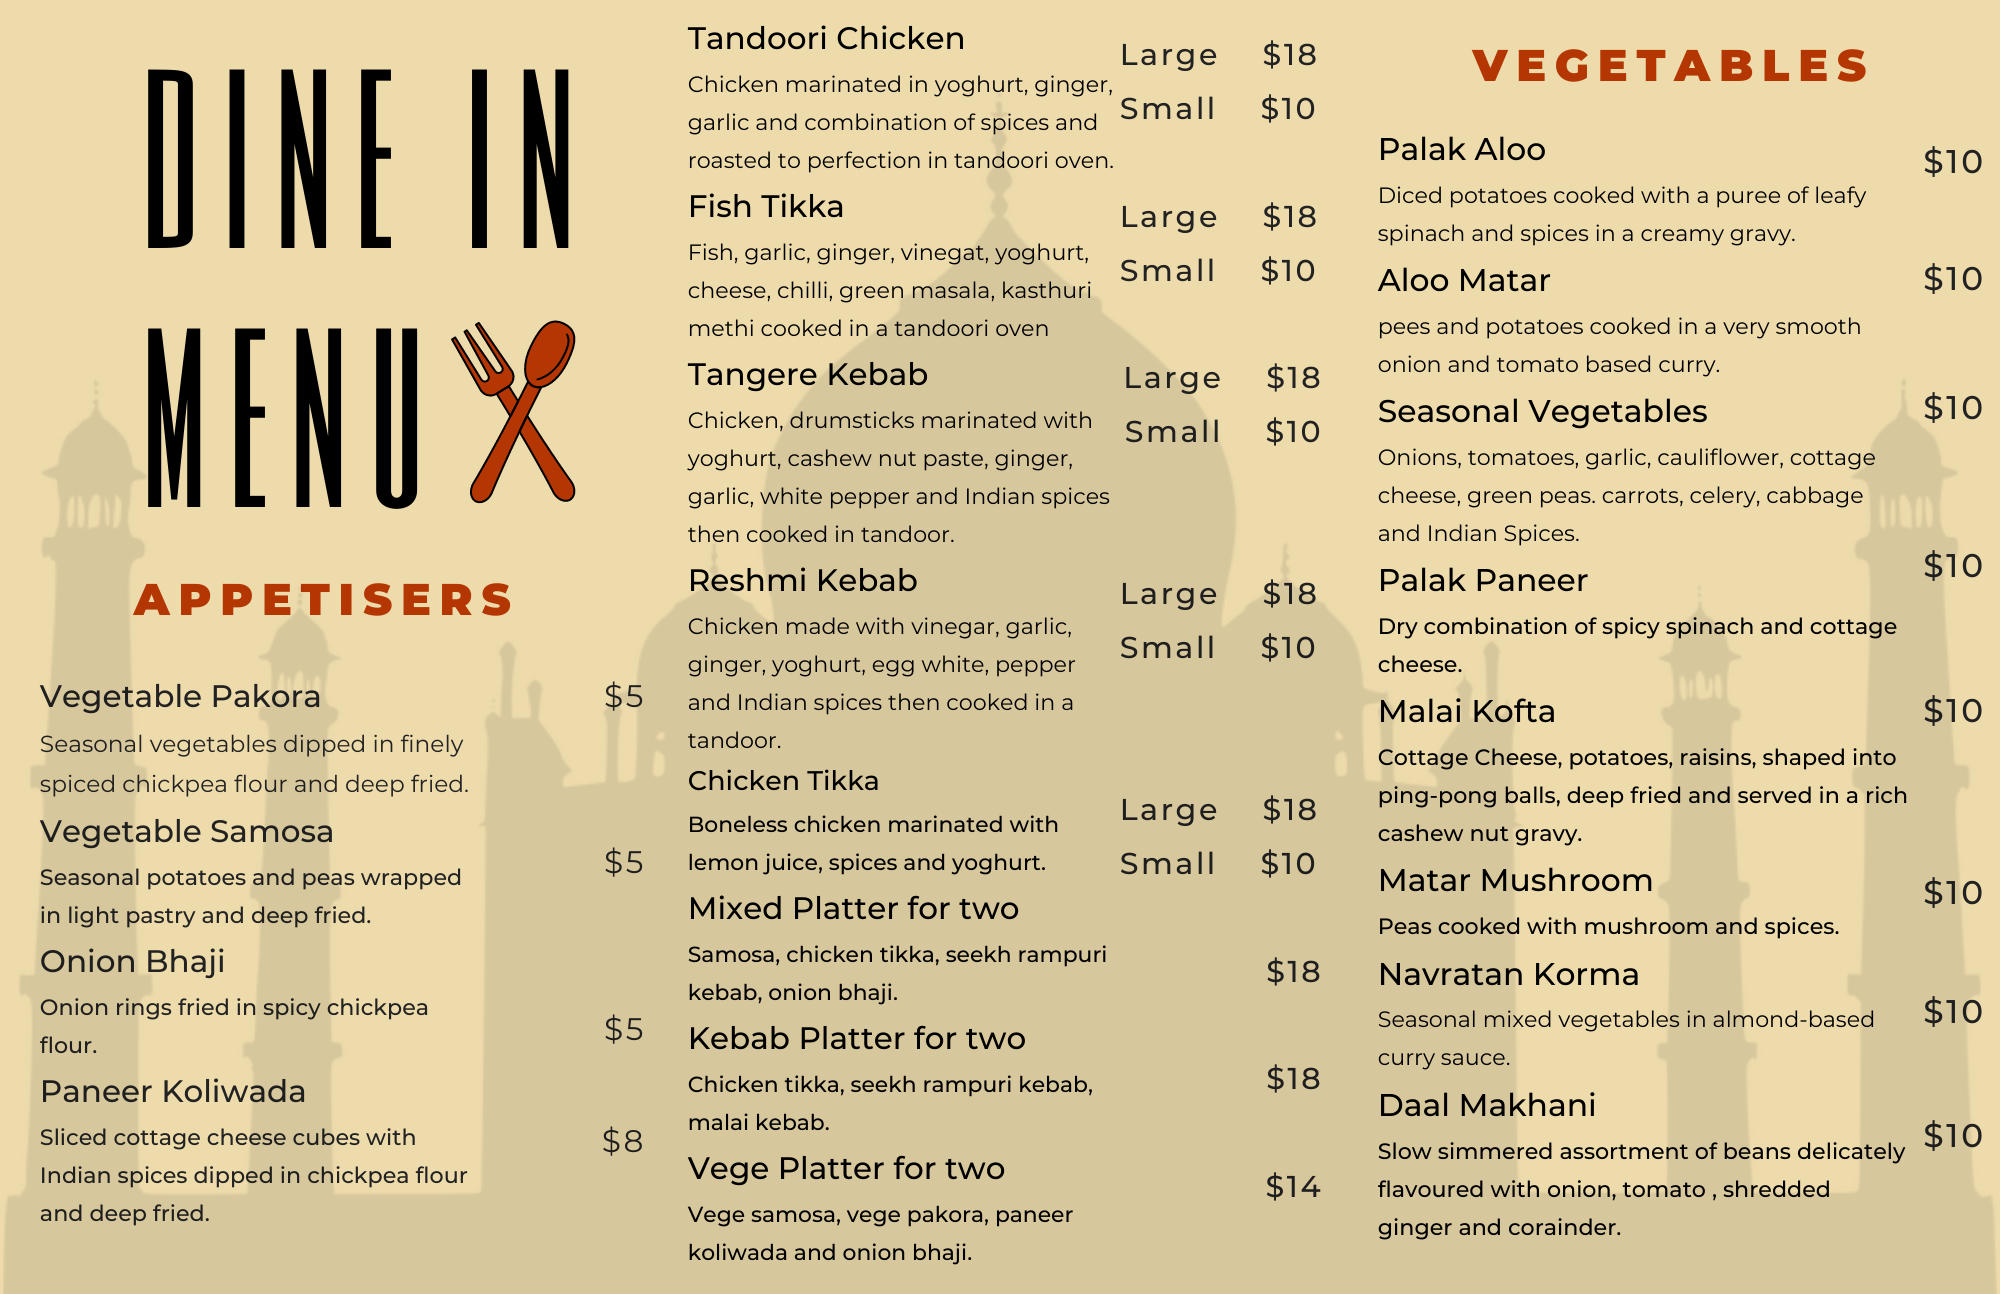 DINE IN
MENU
APPETISERS
Vegetable Pakora $5
Seasonal vegetables dipped in finely
spiced chickpea flour and deep fried.
Vegetable Samosa
$5
Seasonal potatoes and peas wrapped
in light pastry and deep fried.
Onion Bhaji
Onion rings fried in spicy chickpea
$5
flour.
Paneer Koliwada
Sliced cottage cheese cubes with
$8
Indian spices dipped in chickpea flour
and deep fried.
Tandoori Chicken
Large $18
Chicken marinated in yoghurt, ginger,
Small $10
garlic and combination of spices and
roasted to perfection in tandoori oven.
Fish Tikka
Large $18
Fish, garlic, ginger, vinegat, yoghurt,
Small $10
cheese, chilli, green masala, kasthuri
methi cooked in a tandoori oven
Tangere Kebab
Large $18
Chicken, drumsticks marinated with
Small $10
yoghurt, cashew nut paste, ginger,
garlic, white pepper and Indian spices
then cooked in tandoor.
Reshmi Kebab
Large $18
Chicken made with vinegar, garlic,
Small $10
ginger, yoghurt, egg white, pepper
and Indian spices then cooked in a
tandoor.
Chicken Tikka
Large $18
Boneless chicken marinated with
lemon juice, spices and yoghurt.
Small $10
Mixed Platter for two
Samosa, chicken tikka, seekh rampuri
$18
kebab, onion bhaji.
Kebab Platter for two
$18
Chicken tikka, seekh rampuri kebab,
malai kebab.
Vege Platter for two
$14
Vege samosa, vege pakora, paneer
koliwada and onion bhaji.
VEGETABLES
Palak Aloo
$10
Diced potatoes cooked with a puree of leafy
spinach and spices in a creamy gravy.
Aloo Matar $10
pees and potatoes cooked in a very smooth
onion and tomato based curry.
Seasonal Vegetables $10
Onions, tomatoes, garlic, cauliflower, cottage
cheese, green peas. carrots, celery, cabbage
and Indian Spices.
$10
Palak Paneer
Dry combination of spicy spinach and cottage
cheese.
Malai Kofta $10
Cottage Cheese, potatoes, raisins, shaped into
ping-pong balls, deep fried and served in a rich
cashew nut gravy.
Matar Mushroom $10
Peas cooked with mushroom and spices.
Navratan Korma
$10
Seasonal mixed vegetables in almond-based
curry sauce.
Daal Makhani
$10
Slow simmered assortment of beans delicately
flavoured with onion, tomato , shredded
ginger and corainder.